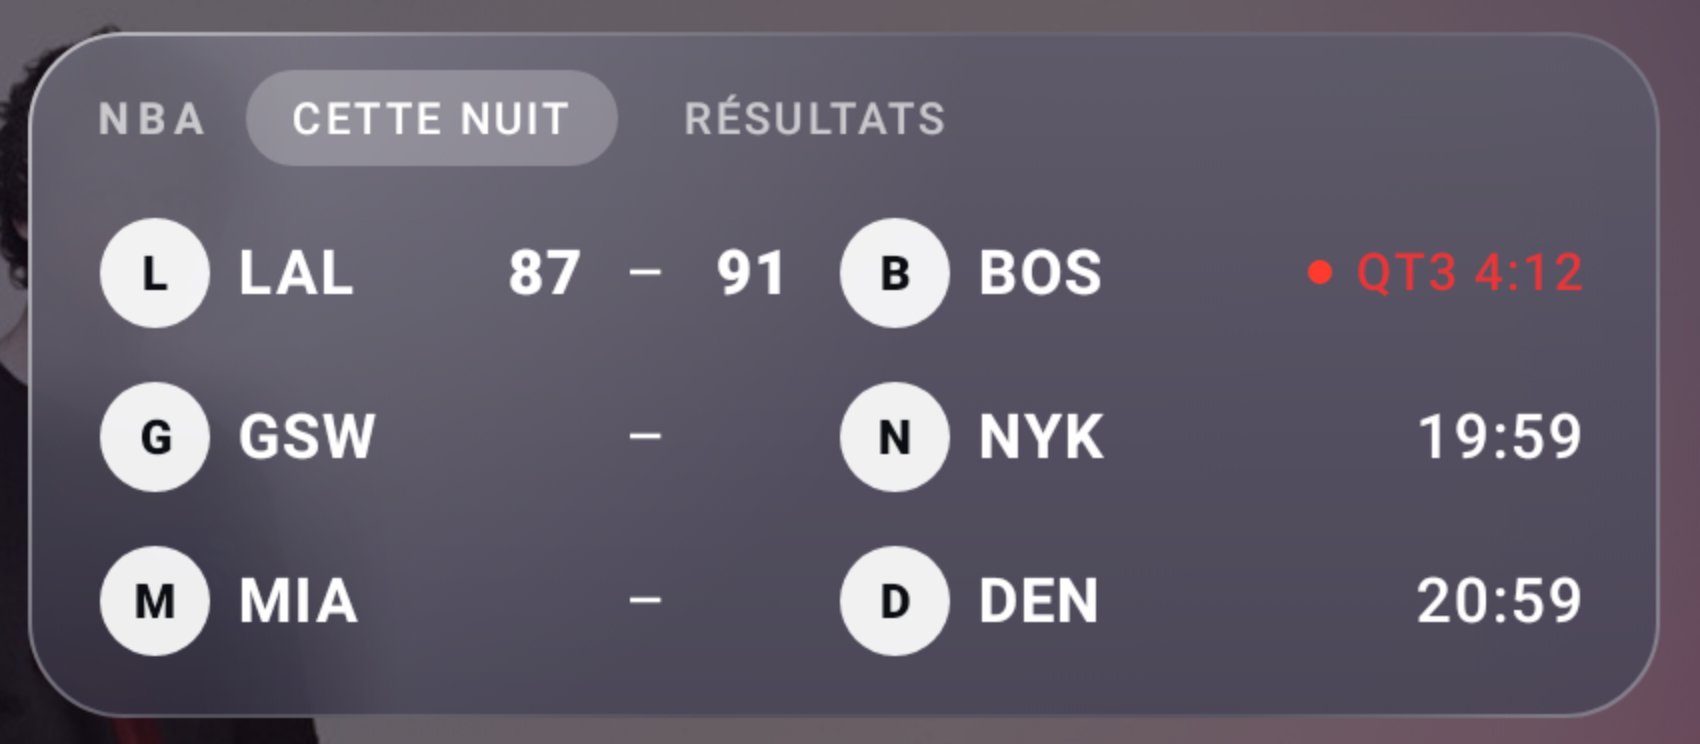 NBA CETTE NUIT RÉSULTATS
L LAL 87 – 91 B BOS • QT3 4:12
G GSW – N NYK 19:59
M MIA – D DEN 20:59